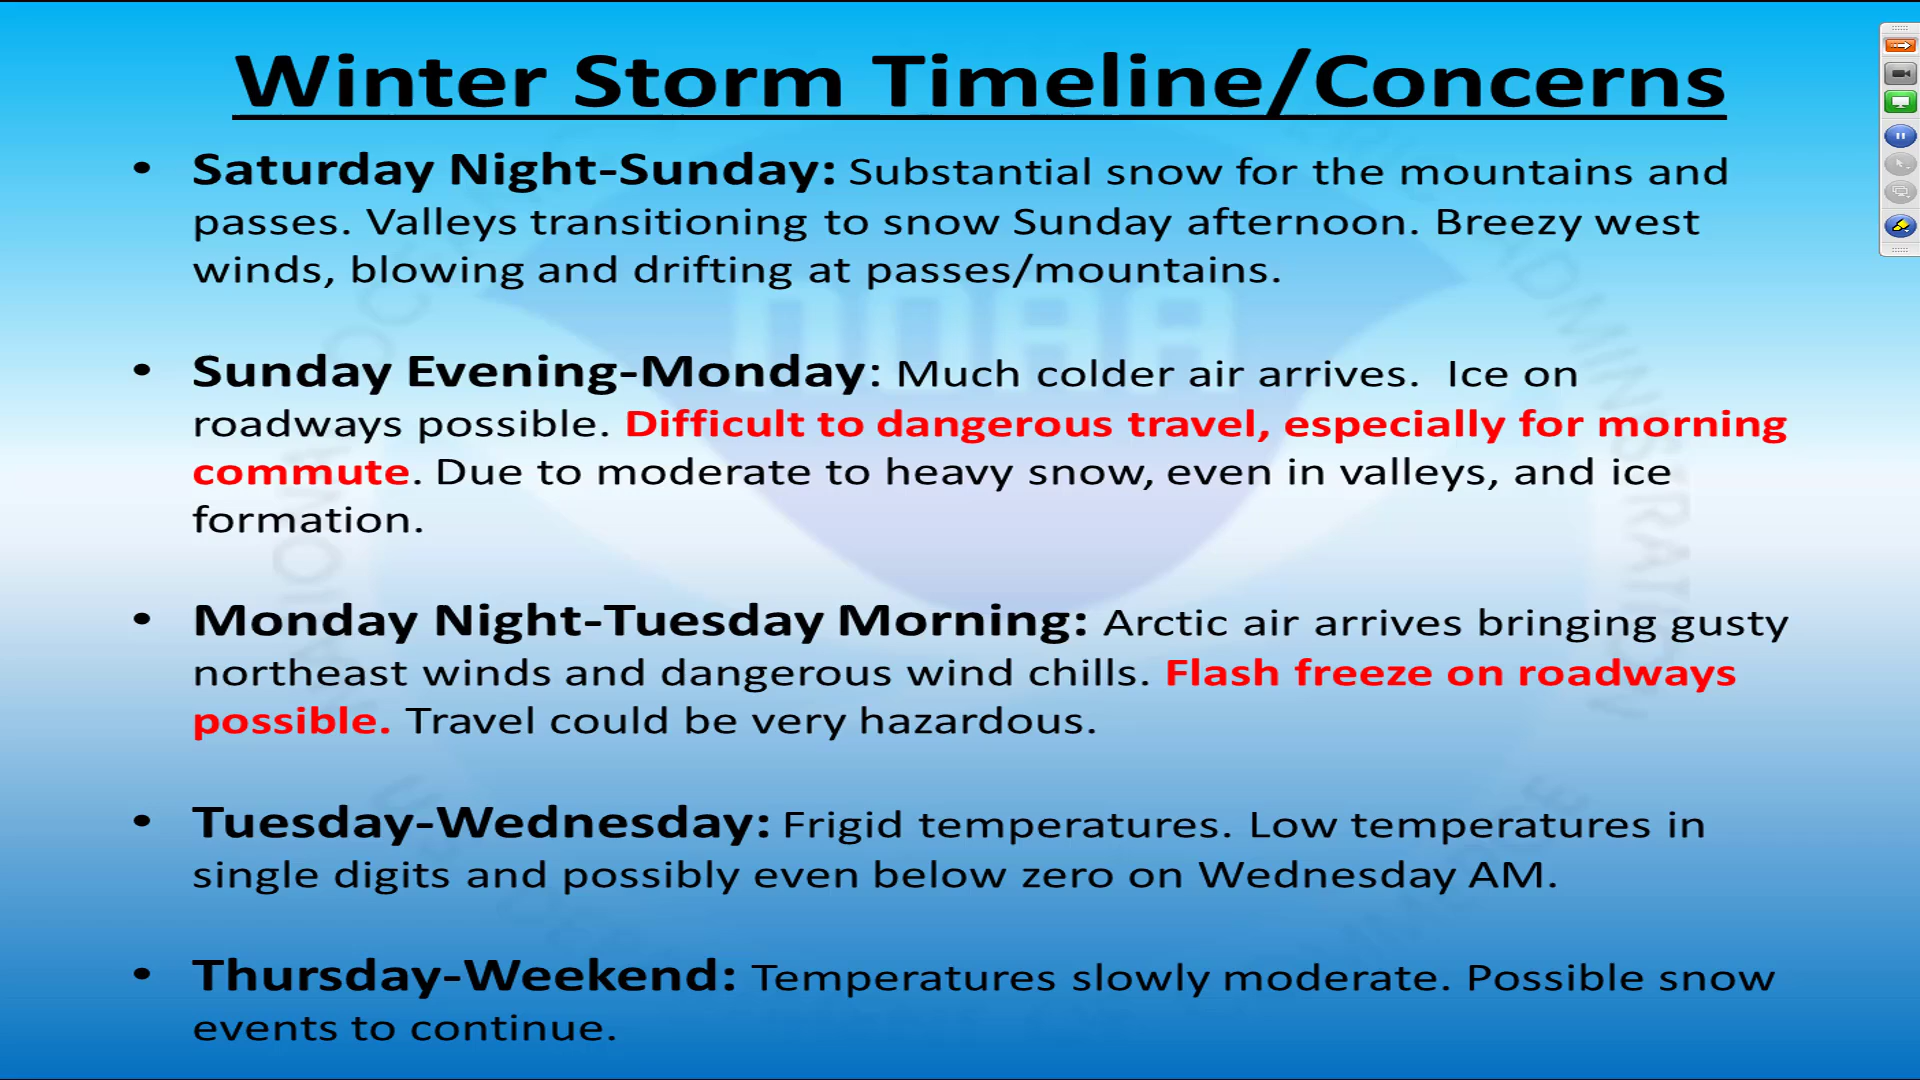 Winter Storm Timeline/Concerns
• Saturday Night-Sunday: Substantial snow for the mountains and
passes. Valleys transitioning to snow Sunday afternoon. Breezy west
winds, blowing and drifting at passes/mountains.
• Sunday Evening-Monday: Much colder air arrives.  Ice on
roadways possible. Difficult to dangerous travel, especially for morning
commute. Due to moderate to heavy snow, even in valleys, and ice
formation.
• Monday Night-Tuesday Morning: Arctic air arrives bringing gusty
northeast winds and dangerous wind chills. Flash freeze on roadways
possible. Travel could be very hazardous.
• Tuesday-Wednesday: Frigid temperatures. Low temperatures in
single digits and possibly even below zero on Wednesday AM.
• Thursday-Weekend: Temperatures slowly moderate. Possible snow
events to continue.
noaa